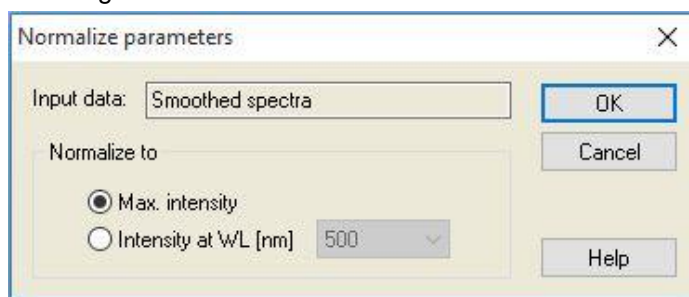 Normalize parameters
Input data: Smoothed spectra
OK
Normalize to
Cancel
Max. intensity
Intensity at WL [nm] 500
Help